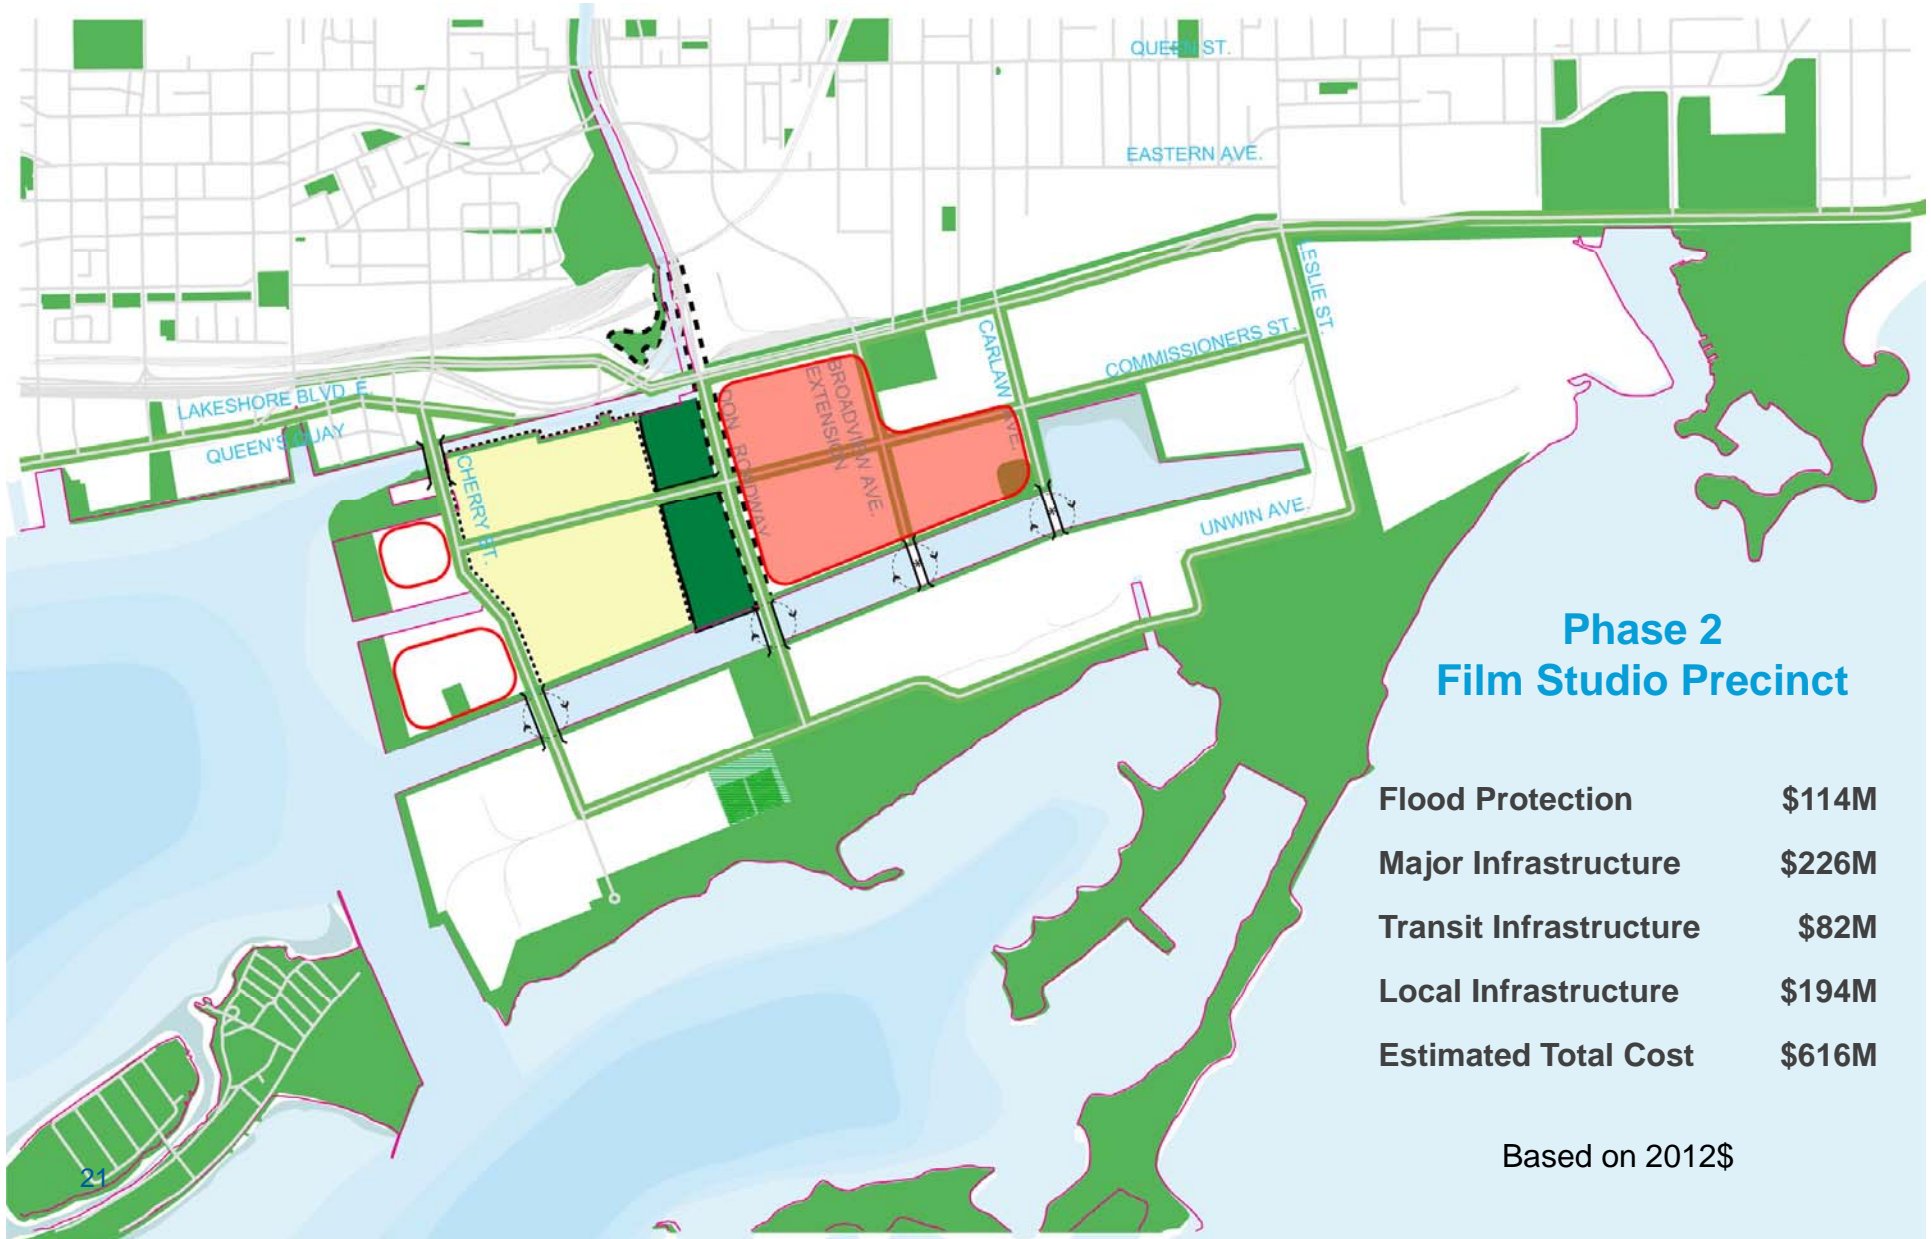 QUEEN ST.
EASTERN AVE.
LESLIE ST.
CARLAW
AVE.
COMMISSIONERS ST.
LAKESHORE BLVD. E.
QUEEN'S QUAY
CHERRY ST.
DON ROADWAY
BROADVIEW AVE.
EXTENSION
UNWIN AVE.
Phase 2
Film Studio Precinct
Flood Protection $114M
Major Infrastructure $226M
Transit Infrastructure $82M
Local Infrastructure $194M
Estimated Total Cost $616M
Based on 2012$
21